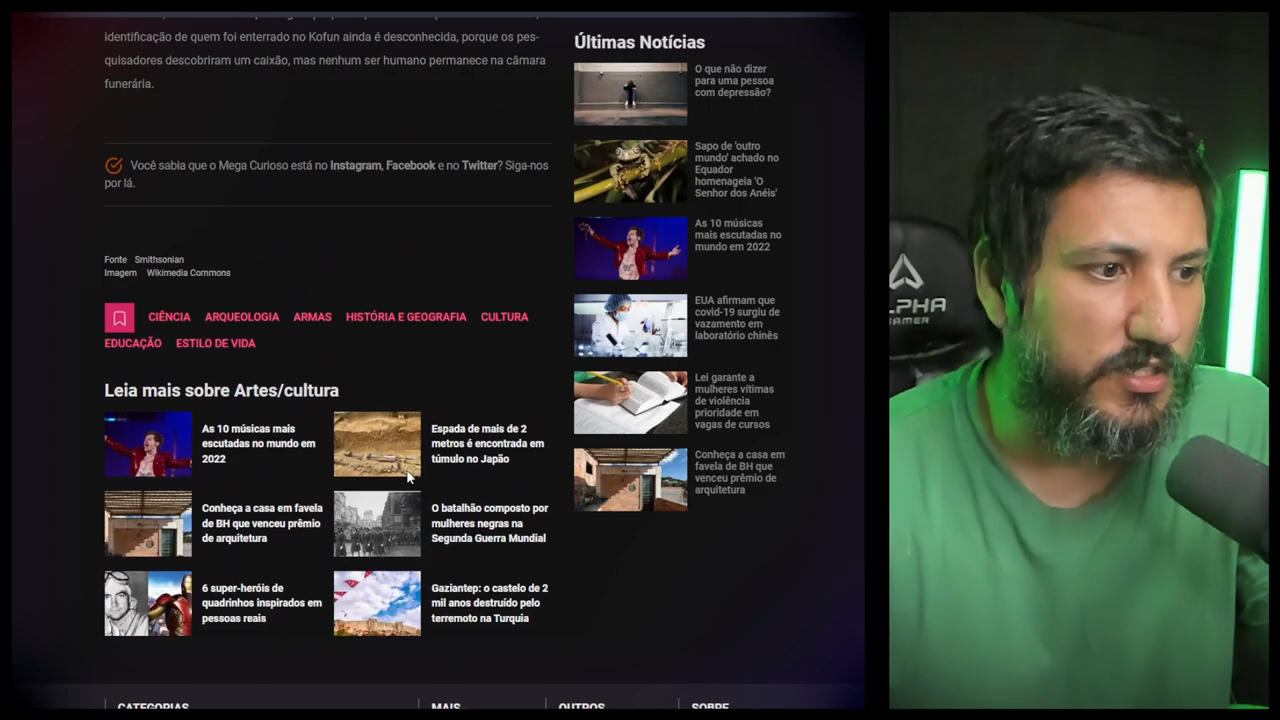 identificação de quem foi enterrado no Kofun ainda é desconhecida, porque os pes-
quisadores descobriram um caixão, mas nenhum ser humano permanece na câmara
funerária.
Você sabia que o Mega Curioso está no Instagram, Facebook e no Twitter? Siga-nos
por lá.
Fonte Smithsonian
Imagem Wikimedia Commons
CIÊNCIA ARQUEOLOGIA ARMAS HISTÓRIA E GEOGRAFIA CULTURA
EDUCAÇÃO ESTILO DE VIDA
Leia mais sobre Artes/cultura
As 10 músicas mais
escutadas no mundo em
2022
Espada de mais de 2
metros é encontrada em
túmulo no Japão
Conheça a casa em favela
de BH que venceu prêmio
de arquitetura
O batalhão composto por
mulheres negras na
Segunda Guerra Mundial
6 super-heróis de
quadrinhos inspirados em
pessoas reais
Gaziantep: o castelo de 2
mil anos destruído pelo
terremoto na Turquia
Últimas Notícias
O que não dizer
para uma pessoa
com depressão?
Sapo de 'outro
mundo' achado no
Equador
homenageia 'O
Senhor dos Anéis'
As 10 músicas
mais escutadas no
mundo em 2022
EUA afirmam que
covid-19 surgiu de
vazamento em
laboratório chinês
Lei garante a
mulheres vítimas
de violência
prioridade em
vagas de cursos
Conheça a casa em
favela de BH que
venceu prêmio de
arquitetura
CATEGORIAS MAIS OUTROS SOBRE